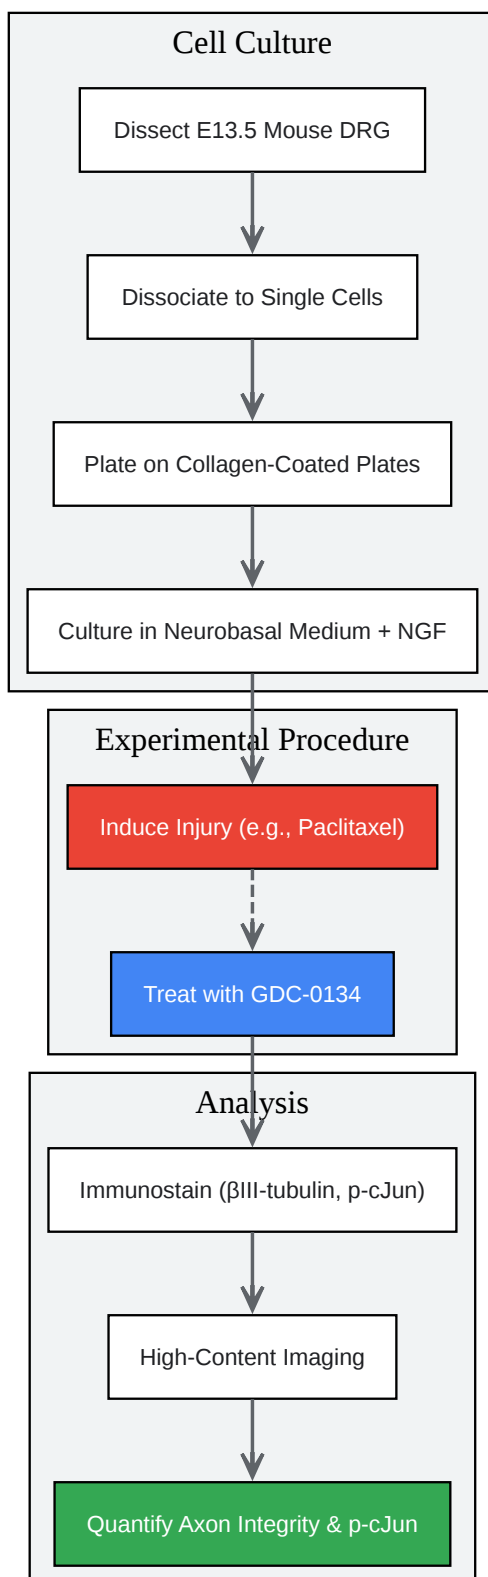 Cell Culture
Dissect E13.5 Mouse DRG
Dissociate to Single Cells
Plate on Collagen-Coated Plates
Culture in Neurobasal Medium + NGF
Experimental Procedure
Induce Injury (e.g., Paclitaxel)
Treat with GDC-0134
Analysis
Immunostain (βIII-tubulin, p-cJun)
High-Content Imaging
Quantify Axon Integrity & p-cJun